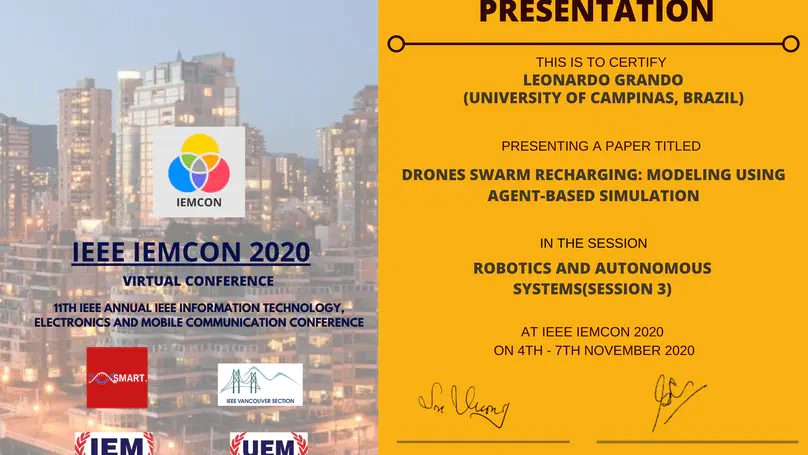 IEMCON
IEEE IEMCON 2020
VIRTUAL CONFERENCE
11TH IEEE ANNUAL IEEE INFORMATION TECHNOLOGY,
ELECTRONICS AND MOBILE COMMUNICATION CONFERENCE
SMART.
IEEE VANCOUVER SECTION
IEM
UEM
PRESENTATION
THIS IS TO CERTIFY
LEONARDO GRANDO
(UNIVERSITY OF CAMPINAS, BRAZIL)
PRESENTING A PAPER TITLED
DRONES SWARM RECHARGING: MODELING USING
AGENT-BASED SIMULATION
IN THE SESSION
ROBOTICS AND AUTONOMOUS
SYSTEMS(SESSION 3)
AT IEEE IEMCON 2020
ON 4TH - 7TH NOVEMBER 2020